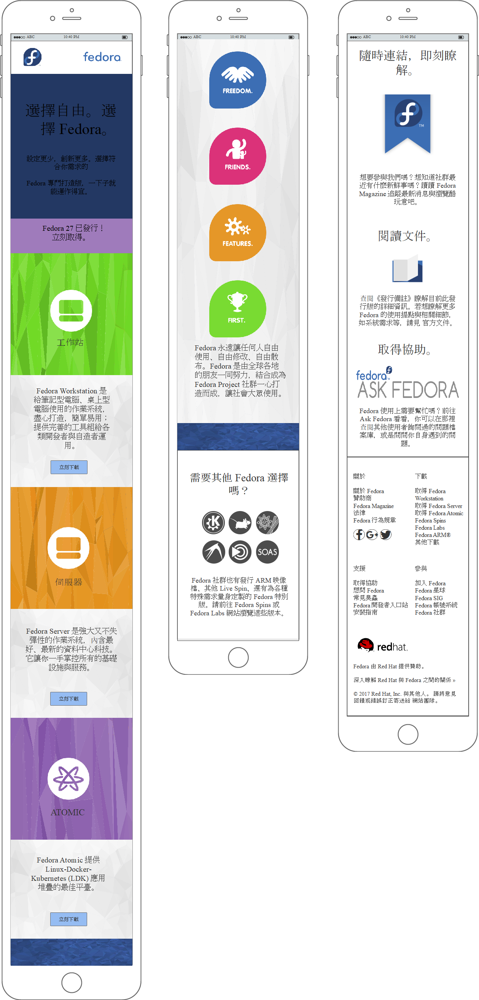 ABC 10:40 PM
fedora
選擇自由。選
擇 Fedora。
設定更少，創新更多。選擇符
合你需求的
Fedora 專門打造版，一下子就
能運作得宜。
Fedora 27 已發行！
立刻取得。
工作站
Fedora Workstation 是
給筆記型電腦、桌上型
電腦使用的作業系統，
盡心打造，簡單易用；
提供完善的工具組給各
類開發者與自造者運
用。
立刻下載
伺服器
Fedora Server 是強大又不失
彈性的作業系統，內含最
好、最新的資料中心科技。
它讓你一手掌控所有的基礎
設施與服務。
立刻下載
ATOMIC
Fedora Atomic 提供
Linux-Docker-
Kubernetes (LDK) 應用
堆疊的最佳平臺。
立刻下載
ABC 10:40 PM
FREEDOM.
FRIENDS.
FEATURES.
FIRST.
Fedora 永遠讓任何人自由
使用、自由修改、自由散
布。Fedora 是由全球各地
的朋友一同努力，結合成為
Fedora Project 社群一心打
造而成，讓社會大眾使用。
需要其他 Fedora 選擇
嗎？
SOAS
Fedora 社群也有發行 ARM 映像
檔、其他 Live Spin、還有為各種
特殊需求量身定製的 Fedora 特別
版。請前往 Fedora Spins 或
Fedora Labs 網站瀏覽這些版本。
ABC 10:40 PM
隨時連結，即刻瞭
解。
TM
想要參與我們嗎？想知道社群最
近有什麼新鮮事嗎？讀讀 Fedora
Magazine 追蹤最新消息與瀏覽酷
玩意吧。
閱讀文件。
查閱《發行備註》瞭解目前此發
行版的詳細資訊。若想瞭解更多
Fedora 的使用提點與相關細節，
如系統需求等，請見 官方文件。
取得協助。
fedora TM
ASK FEDORA
Fedora 使用上需要幫忙嗎？前往
Ask Fedora 看看，你可以在那裡
查閱其他使用者詢問過的問題檔
案庫，或是問問你自身遇到的問
題。
關於
關於 Fedora
贊助商
Fedora Magazine
法律
Fedora 行為規章
下載
取得 Fedora
Workstation
取得 Fedora Server
取得 Fedora Atomic
Fedora Spins
Fedora Labs
Fedora ARM®
其他下載
支援
取得協助
想問 Fedora
常見臭蟲
Fedora 開發者入口站
安裝指南
參與
加入 Fedora
Fedora 星球
Fedora SIG
Fedora 帳號系統
Fedora 社群
redhat.
Fedora 由 Red Hat 提供贊助。
深入瞭解 Red Hat 與 Fedora 之間的關係 »
© 2017 Red Hat, Inc. 與其他人。 請將意見
回饋或錯誤訂正寄送給 網站團隊。